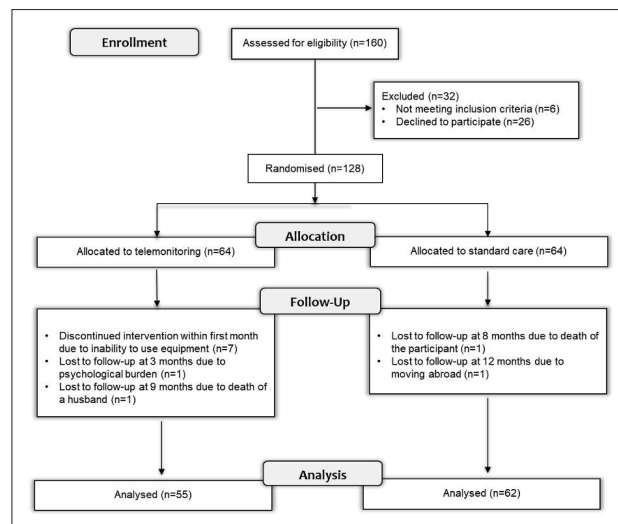 Enrollment
Assessed for eligibility (n=160)
Excluded (n=32)
• Not meeting inclusion criteria (n=6)
• Declined to participate (n=26)
Randomised (n=128)
Allocation
Allocated to telemonitoring (n=64)
Allocated to standard care (n=64)
Follow-Up
• Discontinued intervention within first month
due to inability to use equipment (n=7)
• Lost to follow-up at 3 months due to
psychological burden (n=1)
• Lost to follow-up at 9 months due to death of
a husband (n=1)
• Lost to follow-up at 8 months due to death of
the participant (n=1)
• Lost to follow-up at 12 months due to
moving abroad (n=1)
Analysis
Analysed (n=55)
Analysed (n=62)